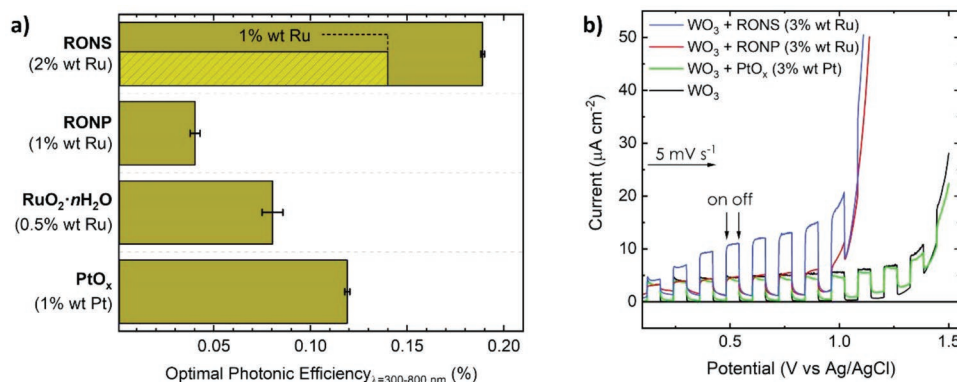 a)
1% wt Ru
RONS
(2% wt Ru)
RONP
(1% wt Ru)
RuO₂·nH₂O
(0.5% wt Ru)
PtOₓ
(1% wt Pt)
0.05 0.10 0.15 0.20
Optimal Photonic Efficiency λ=300-800 nm (%)
b)
WO₃ + RONS (3% wt Ru)
WO₃ + RONP (3% wt Ru)
WO₃ + PtOₓ (3% wt Pt)
WO₃
5 mV s⁻¹
on off
50
40
30
20
10
0
Current (μA cm⁻²)
0.5 1.0 1.5
Potential (V vs Ag/AgCl)